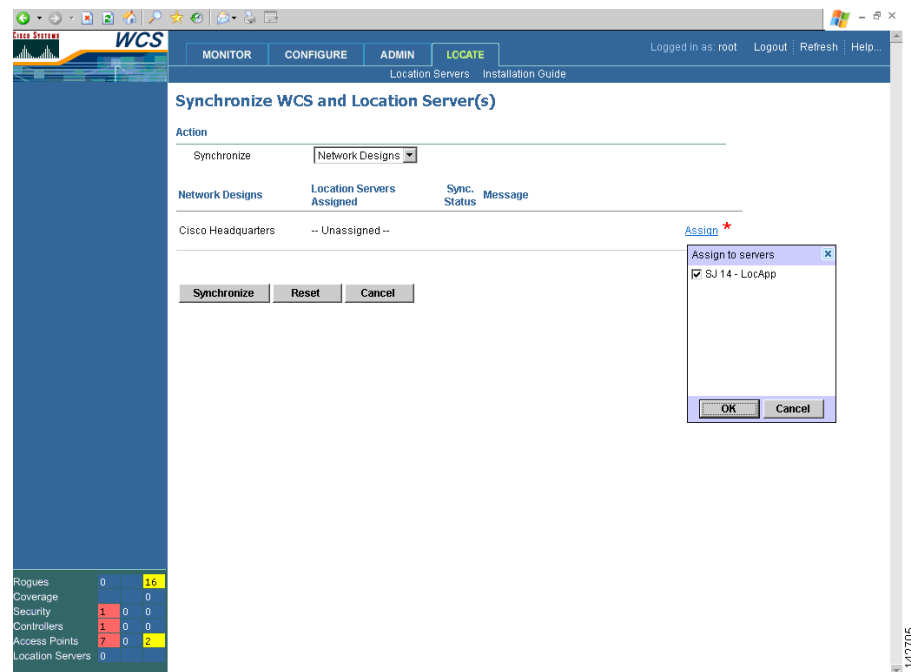 CISCO SYSTEMS
WCS
MONITOR CONFIGURE ADMIN LOCATE
Logged in as: root Logout Refresh Help...
Location Servers Installation Guide
Synchronize WCS and Location Server(s)
Action
Synchronize Network Designs
Network Designs Location Servers Assigned Sync. Status Message
Cisco Headquarters -- Unassigned -- Assign *
Assign to servers
SJ 14 - LocApp
OK Cancel
Synchronize Reset Cancel
Rogues 0 16
Coverage 0
Security 1 0 0
Controllers 1 0 0
Access Points 7 0 2
Location Servers 0
142705